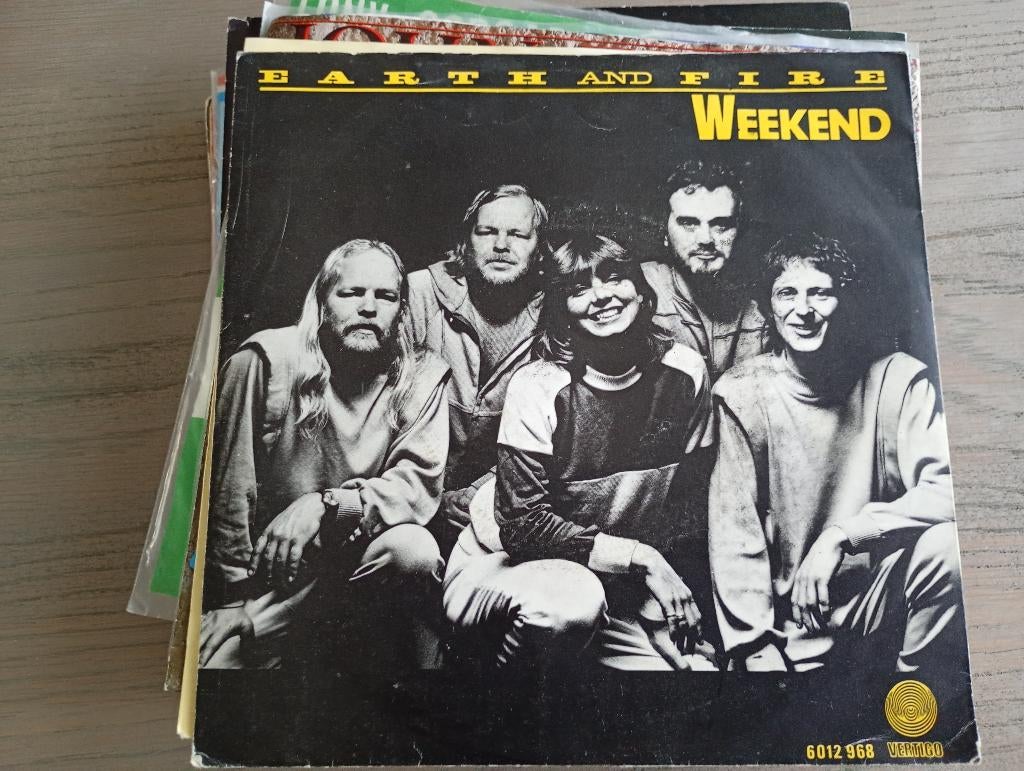 EARTH AND FIRE
WEEKEND
6012 968 VERTIGO